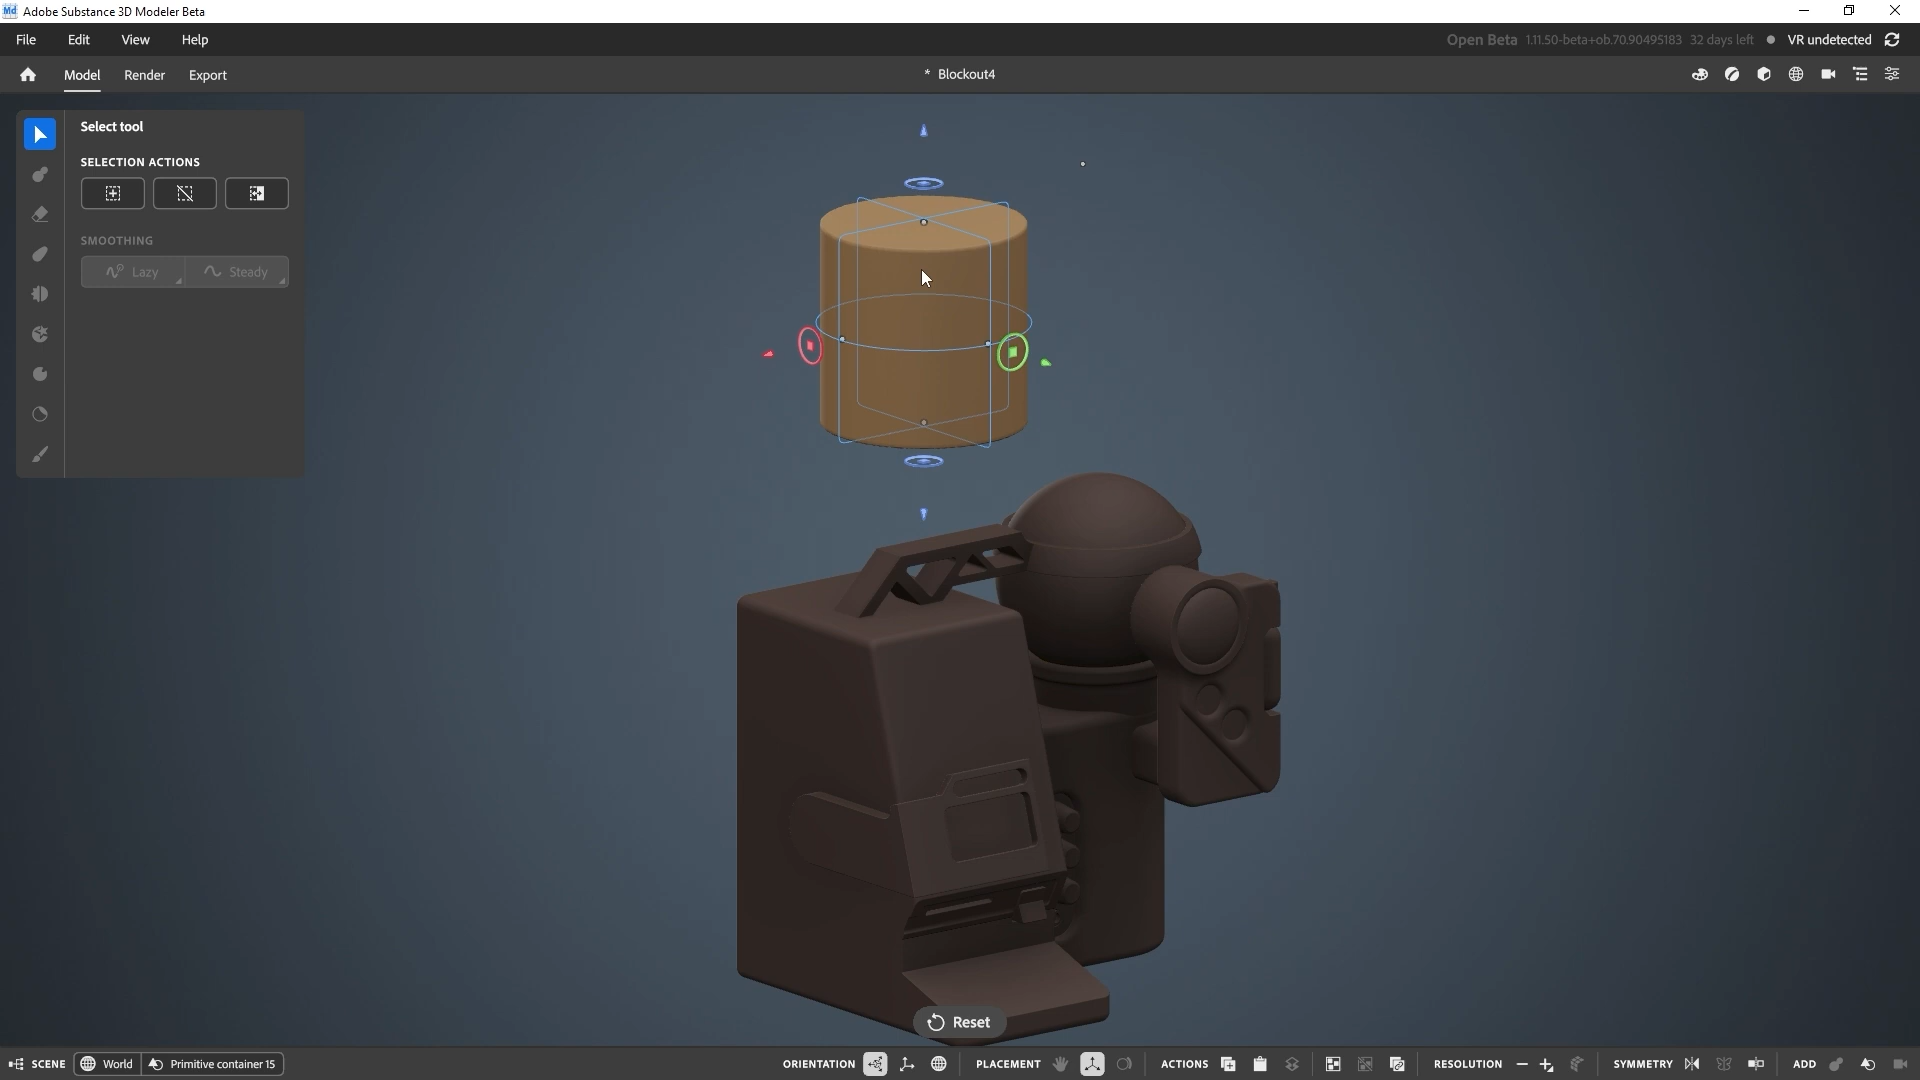 Md Adobe Substance 3D Modeler Beta
File Edit View Help
Open Beta 1.11.50-beta+ob.70.90495183 32 days left VR undetected
Model Render Export
* Blockout4
Select tool
SELECTION ACTIONS
SMOOTHING
Lazy Steady
Reset
SCENE World Primitive container 15
ORIENTATION PLACEMENT ACTIONS RESOLUTION SYMMETRY ADD